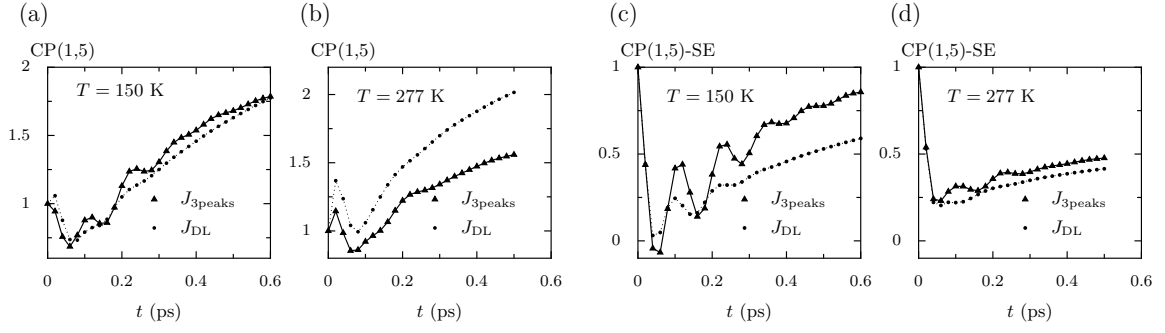 (a)
CP(1,5)
2
1.5
1
T = 150 K
J3peaks
JDL
0
0.2
0.4
0.6
t (ps)
(b)
CP(1,5)
2
1.5
1
T = 277 K
J3peaks
JDL
0
0.2
0.4
0.6
t (ps)
(c)
CP(1,5)-SE
1
0.5
0
T = 150 K
J3peaks
JDL
0
0.2
0.4
0.6
t (ps)
(d)
CP(1,5)-SE
1
0.5
0
T = 277 K
J3peaks
JDL
0
0.2
0.4
0.6
t (ps)